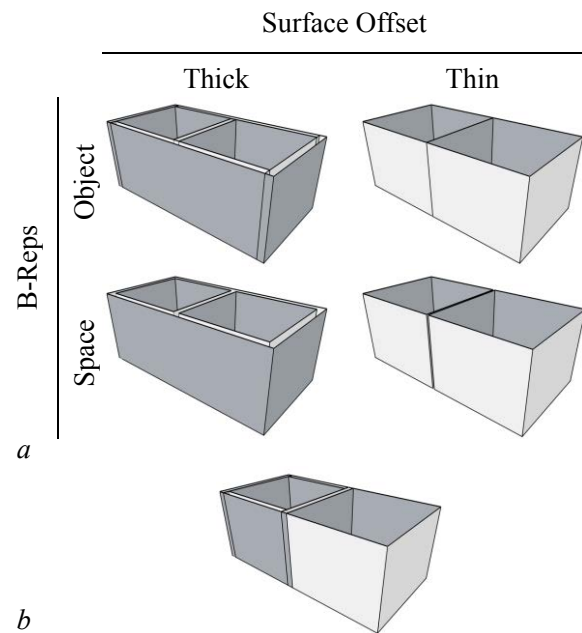 Surface Offset
Thick Thin
B-Reps
Object
Space
a
b